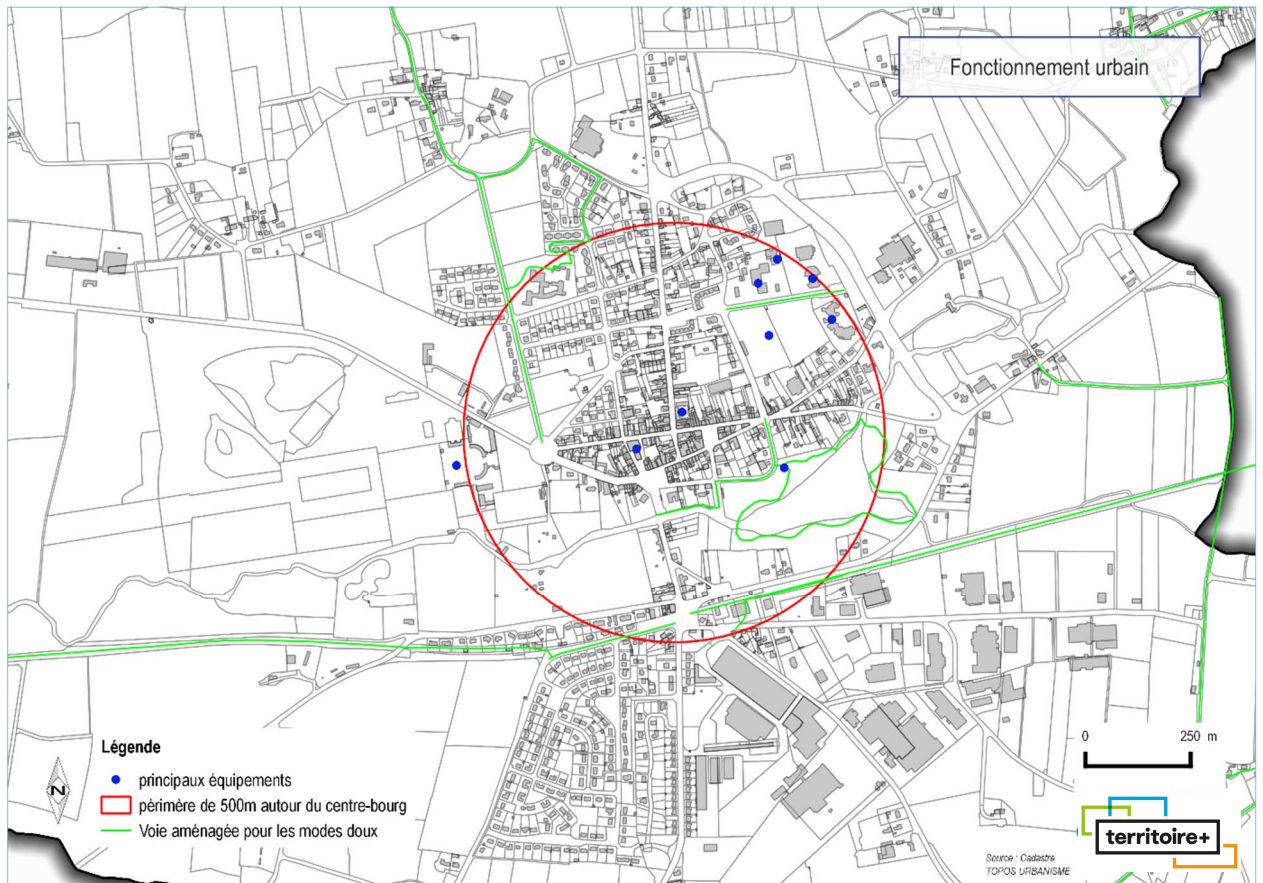 Fonctionnement urbain
Légende
principaux équipements
périmère de 500m autour du centre-bourg
Voie aménagée pour les modes doux
N
0 250 m
territoire+
Source : Cadastre
TOPOS URBANISME